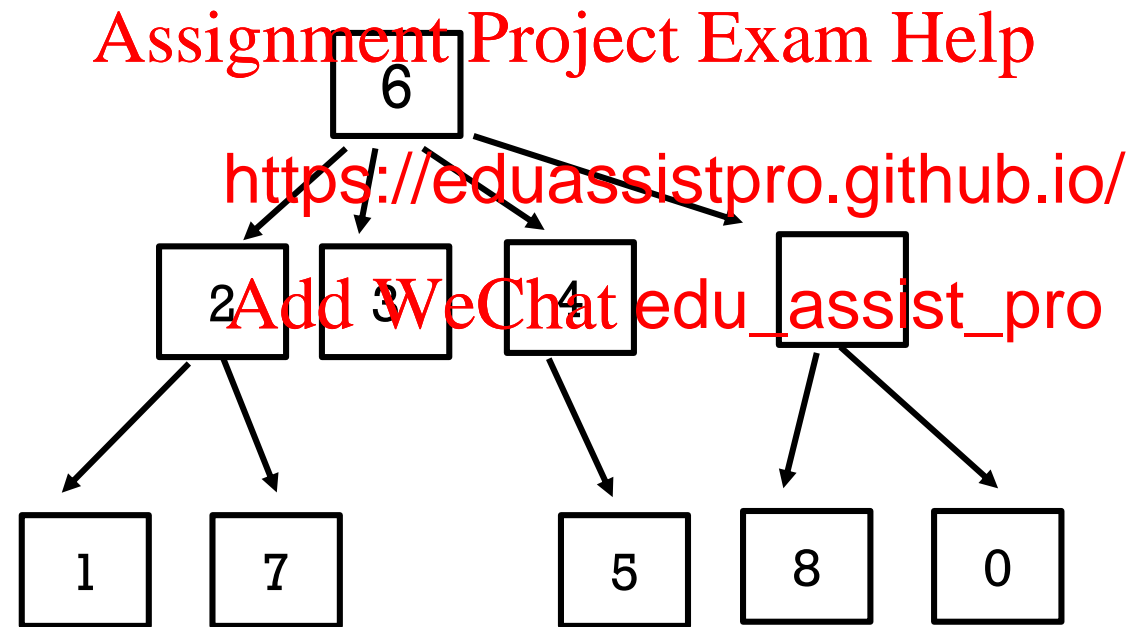 Assignment Project Exam Help
6
https://eduassistpro.github.io/
2 3 4
Add WeChat edu_assist_pro
1 7 5 8 0